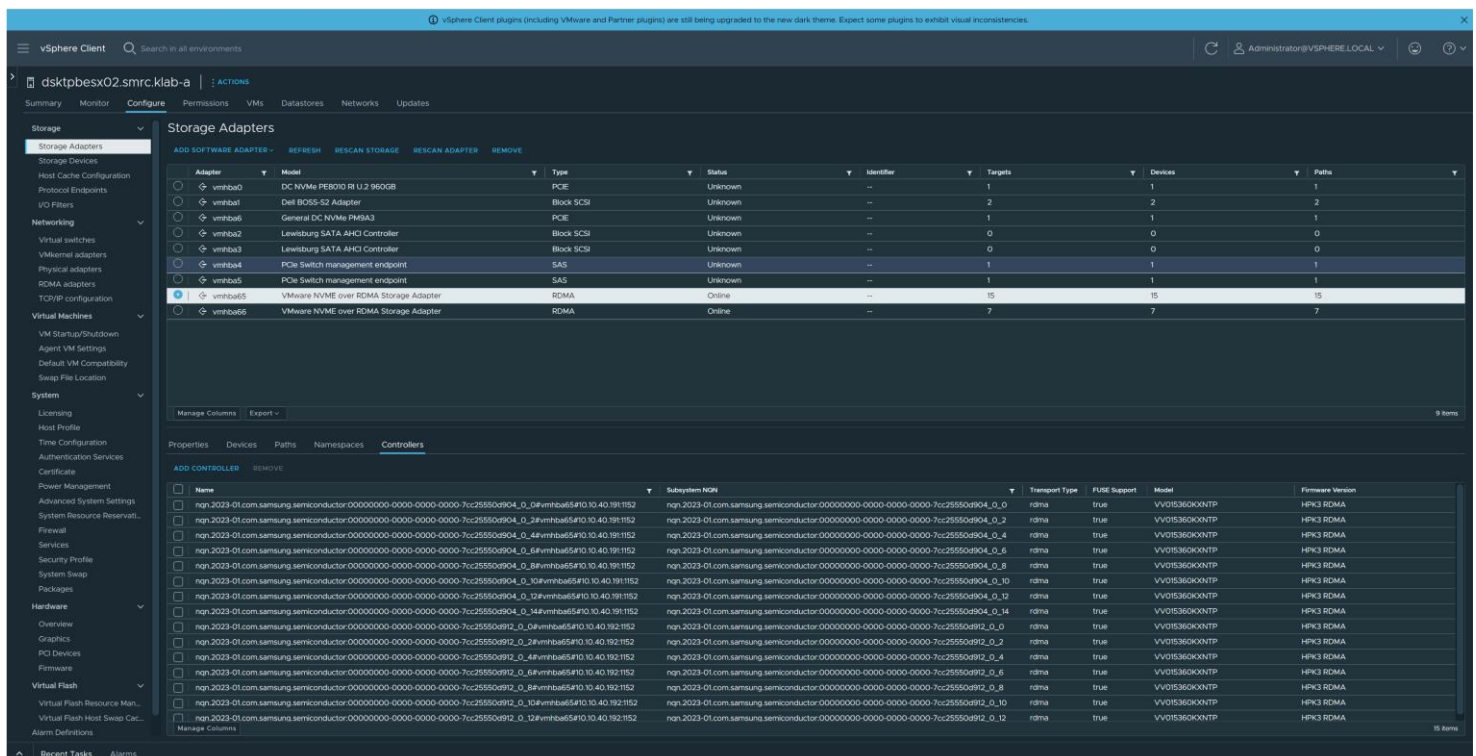 vSphere Client plugins (including VMware and Partner plugins) are still being upgraded to the new dark theme. Expect some plugins to exhibit visual inconsistencies.
vSphere Client Search in all environments Administrator@VSPHERE.LOCAL
dsktpbesx02.smrc.klab-a ACTIONS
Summary Monitor Configure Permissions VMs Datastores Networks Updates
Storage
Storage Adapters
Storage Devices
Host Cache Configuration
Protocol Endpoints
I/O Filters
Networking
Virtual switches
VMkernel adapters
Physical adapters
RDMA adapters
TCP/IP configuration
Virtual Machines
VM Startup/Shutdown
Agent VM Settings
Default VM Compatibility
Swap File Location
System
Licensing
Host Profile
Time Configuration
Authentication Services
Certificate
Power Management
Advanced System Settings
System Resource Reservati...
Firewall
Services
Security Profile
System Swap
Packages
Hardware
Overview
Graphics
PCI Devices
Firmware
Virtual Flash
Virtual Flash Resource Man...
Virtual Flash Host Swap Cac...
Alarm Definitions
Storage Adapters
ADD SOFTWARE ADAPTER REFRESH RESCAN STORAGE RESCAN ADAPTER REMOVE
Adapter Model Type Status Identifier Targets Devices Paths
vmhba0 DC NVMe PE8010 RI U.2 960GB PCIE Unknown -- 1 1 1
vmhba1 Dell BOSS-S2 Adapter Block SCSI Unknown -- 2 2 2
vmhba6 General DC NVMe PM9A3 PCIE Unknown -- 1 1 1
vmhba2 Lewisburg SATA AHCI Controller Block SCSI Unknown -- 0 0 0
vmhba3 Lewisburg SATA AHCI Controller Block SCSI Unknown -- 0 0 0
vmhba4 PCIe Switch management endpoint SAS Unknown -- 1 1 1
vmhba5 PCIe Switch management endpoint SAS Unknown -- 1 1 1
vmhba65 VMware NVME over RDMA Storage Adapter RDMA Online -- 15 15 15
vmhba66 VMware NVME over RDMA Storage Adapter RDMA Online -- 7 7 7
Manage Columns Export 9 items
Properties Devices Paths Namespaces Controllers
ADD CONTROLLER REMOVE
Name Subsystem NQN Transport Type FUSE Support Model Firmware Version
nqn.2023-01.com.samsung.semiconductor:00000000-0000-0000-0000-7cc25550d904_0_0#vmhba65#10.10.40.191:1152 nqn.2023-01.com.samsung.semiconductor:00000000-0000-0000-0000-7cc25550d904_0_0 rdma true VV015360KXNTP HPK3 RDMA
nqn.2023-01.com.samsung.semiconductor:00000000-0000-0000-0000-7cc25550d904_0_2#vmhba65#10.10.40.191:1152 nqn.2023-01.com.samsung.semiconductor:00000000-0000-0000-0000-7cc25550d904_0_2 rdma true VV015360KXNTP HPK3 RDMA
nqn.2023-01.com.samsung.semiconductor:00000000-0000-0000-0000-7cc25550d904_0_4#vmhba65#10.10.40.191:1152 nqn.2023-01.com.samsung.semiconductor:00000000-0000-0000-0000-7cc25550d904_0_4 rdma true VV015360KXNTP HPK3 RDMA
nqn.2023-01.com.samsung.semiconductor:00000000-0000-0000-0000-7cc25550d904_0_6#vmhba65#10.10.40.191:1152 nqn.2023-01.com.samsung.semiconductor:00000000-0000-0000-0000-7cc25550d904_0_6 rdma true VV015360KXNTP HPK3 RDMA
nqn.2023-01.com.samsung.semiconductor:00000000-0000-0000-0000-7cc25550d904_0_8#vmhba65#10.10.40.191:1152 nqn.2023-01.com.samsung.semiconductor:00000000-0000-0000-0000-7cc25550d904_0_8 rdma true VV015360KXNTP HPK3 RDMA
nqn.2023-01.com.samsung.semiconductor:00000000-0000-0000-0000-7cc25550d904_0_10#vmhba65#10.10.40.191:1152 nqn.2023-01.com.samsung.semiconductor:00000000-0000-0000-0000-7cc25550d904_0_10 rdma true VV015360KXNTP HPK3 RDMA
nqn.2023-01.com.samsung.semiconductor:00000000-0000-0000-0000-7cc25550d904_0_12#vmhba65#10.10.40.191:1152 nqn.2023-01.com.samsung.semiconductor:00000000-0000-0000-0000-7cc25550d904_0_12 rdma true VV015360KXNTP HPK3 RDMA
nqn.2023-01.com.samsung.semiconductor:00000000-0000-0000-0000-7cc25550d904_0_14#vmhba65#10.10.40.191:1152 nqn.2023-01.com.samsung.semiconductor:00000000-0000-0000-0000-7cc25550d904_0_14 rdma true VV015360KXNTP HPK3 RDMA
nqn.2023-01.com.samsung.semiconductor:00000000-0000-0000-0000-7cc25550d912_0_0#vmhba65#10.10.40.192:1152 nqn.2023-01.com.samsung.semiconductor:00000000-0000-0000-0000-7cc25550d912_0_0 rdma true VV015360KXNTP HPK3 RDMA
nqn.2023-01.com.samsung.semiconductor:00000000-0000-0000-0000-7cc25550d912_0_2#vmhba65#10.10.40.192:1152 nqn.2023-01.com.samsung.semiconductor:00000000-0000-0000-0000-7cc25550d912_0_2 rdma true VV015360KXNTP HPK3 RDMA
nqn.2023-01.com.samsung.semiconductor:00000000-0000-0000-0000-7cc25550d912_0_4#vmhba65#10.10.40.192:1152 nqn.2023-01.com.samsung.semiconductor:00000000-0000-0000-0000-7cc25550d912_0_4 rdma true VV015360KXNTP HPK3 RDMA
nqn.2023-01.com.samsung.semiconductor:00000000-0000-0000-0000-7cc25550d912_0_6#vmhba65#10.10.40.192:1152 nqn.2023-01.com.samsung.semiconductor:00000000-0000-0000-0000-7cc25550d912_0_6 rdma true VV015360KXNTP HPK3 RDMA
nqn.2023-01.com.samsung.semiconductor:00000000-0000-0000-0000-7cc25550d912_0_8#vmhba65#10.10.40.192:1152 nqn.2023-01.com.samsung.semiconductor:00000000-0000-0000-0000-7cc25550d912_0_8 rdma true VV015360KXNTP HPK3 RDMA
nqn.2023-01.com.samsung.semiconductor:00000000-0000-0000-0000-7cc25550d912_0_10#vmhba65#10.10.40.192:1152 nqn.2023-01.com.samsung.semiconductor:00000000-0000-0000-0000-7cc25550d912_0_10 rdma true VV015360KXNTP HPK3 RDMA
nqn.2023-01.com.samsung.semiconductor:00000000-0000-0000-0000-7cc25550d912_0_12#vmhba65#10.10.40.192:1152 nqn.2023-01.com.samsung.semiconductor:00000000-0000-0000-0000-7cc25550d912_0_12 rdma true VV015360KXNTP HPK3 RDMA
Manage Columns 15 items
Recent Tasks Alarms